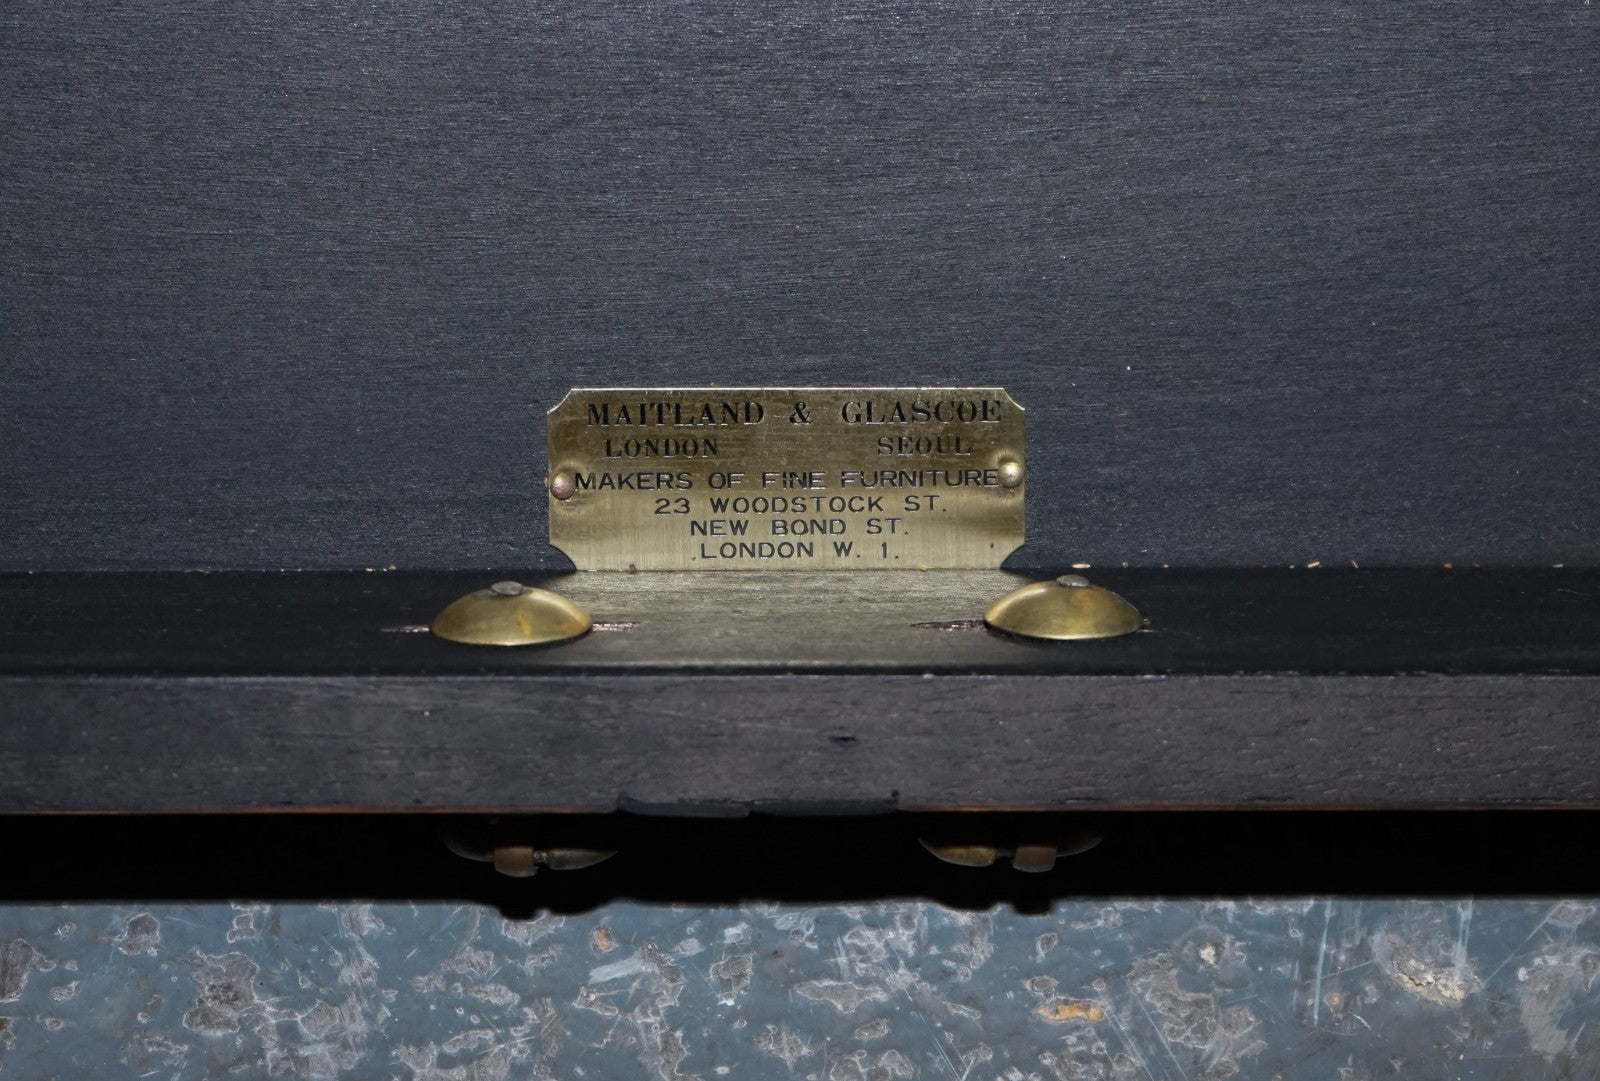 MAITLAND & GLASCOE
LONDON SEOUL
MAKERS OF FINE FURNITURE
23 WOODSTOCK ST.
NEW BOND ST.
LONDON W. 1.